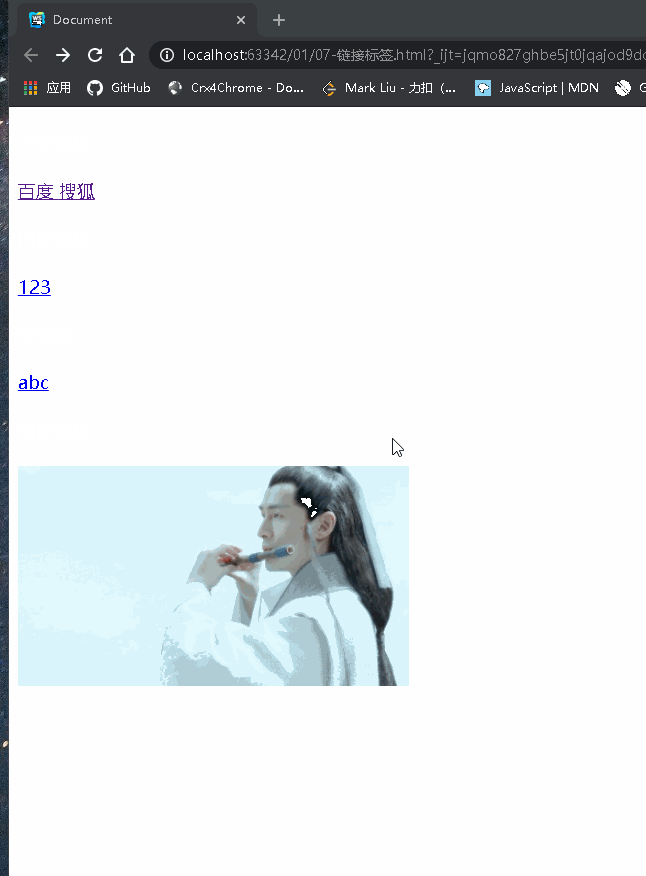 Document
localhost:63342/01/07-链接标签.html?_ijt=jqmo827ghbe5jt0jqajod9d
应用 GitHub Crx4Chrome - Do... Mark Liu - 力扣（... JavaScript | MDN G
百度 搜狐
123
abc